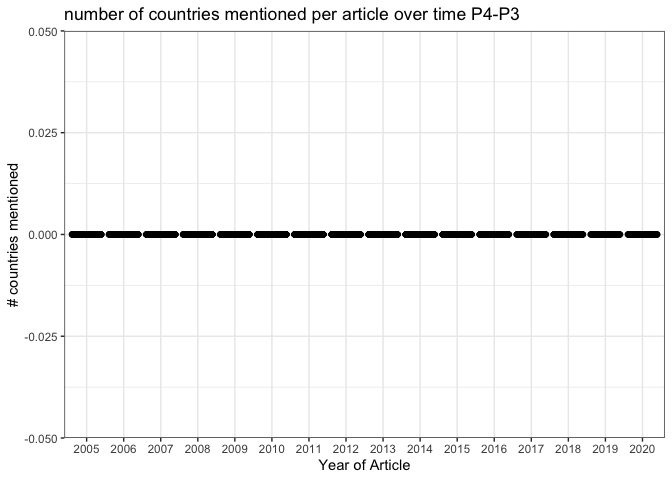 number of countries mentioned per article over time P4-P3
0.050
0.025
0.000
-0.025
-0.050
# countries mentioned
2005 2006 2007 2008 2009 2010 2011 2012 2013 2014 2015 2016 2017 2018 2019 2020
Year of Article